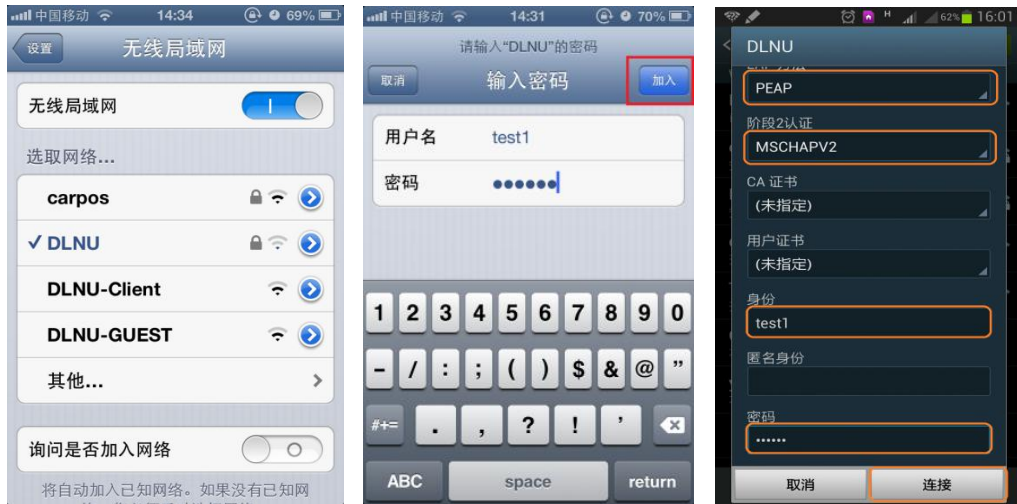 中国移动 14:34 69%
设置 无线局域网
无线局域网
选取网络...
carpos
✓ DLNU
DLNU-Client
DLNU-GUEST
其他...
询问是否加入网络
将自动加入已知网络。如果没有已知网
中国移动 14:31 70%
请输入“DLNU”的密码
取消 输入密码 加入
用户名 test1
密码 ●●●●●●
1 2 3 4 5 6 7 8 9 0
- / : ; ( ) $ & @ ”
#+= . , ? ! ’
ABC space return
H 62% 16:01
DLNU
PEAP
阶段2认证
MSCHAPV2
CA 证书
(未指定)
用户证书
(未指定)
身份
test1
匿名身份
密码
••••••
取消 连接